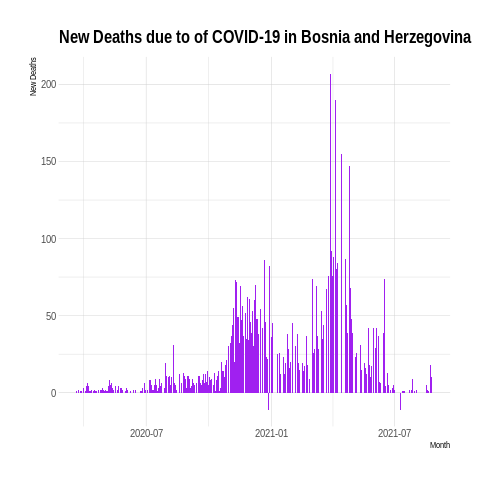 New Deaths due to of COVID-19 in Bosnia and Herzegovina
New Deaths
200
150
100
50
0
2020-07
2021-01
2021-07
Month